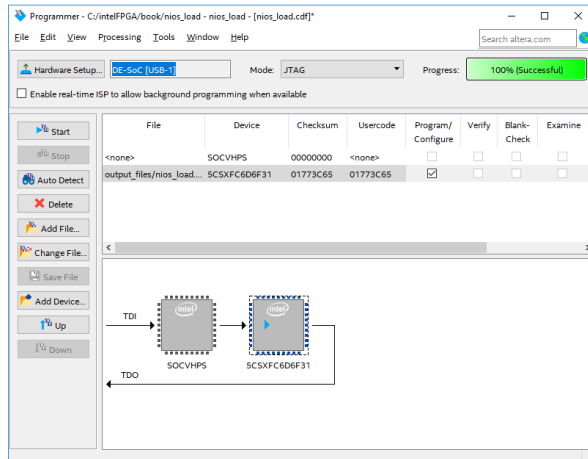 Programmer - C:/intelFPGA/book/nios_load - nios_load - [nios_load.cdf]*
File Edit View Processing Tools Window Help
Search altera.com
Hardware Setup... DE-SoC [USB-1] Mode: JTAG Progress: 100% (Successful)
Enable real-time ISP to allow background programming when available
Start
Stop
Auto Detect
Delete
Add File...
Change File...
Save File
Add Device...
Up
Down
File Device Checksum Usercode Program/ Verify Blank- Examine
Configure Check
<none> SOCVHPS 00000000 <none>
output_files/nios_load.... 5CSXFC6D6F31 01773C65 01773C65
TDI
intel
intel
SOCVHPS 5CSXFC6D6F31
TDO